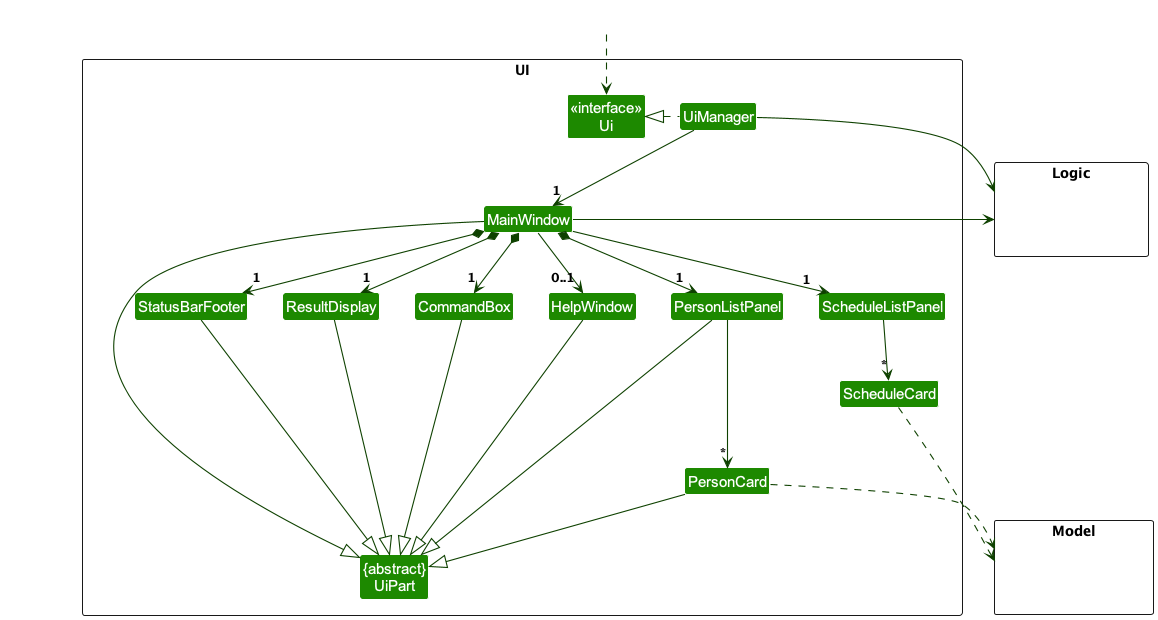 UI
«interface»
Ui
UiManager
Logic
1
MainWindow
1
1
1
0..1
1
1
StatusBarFooter
ResultDisplay
CommandBox
HelpWindow
PersonListPanel
ScheduleListPanel
*
ScheduleCard
*
PersonCard
Model
{abstract}
UiPart